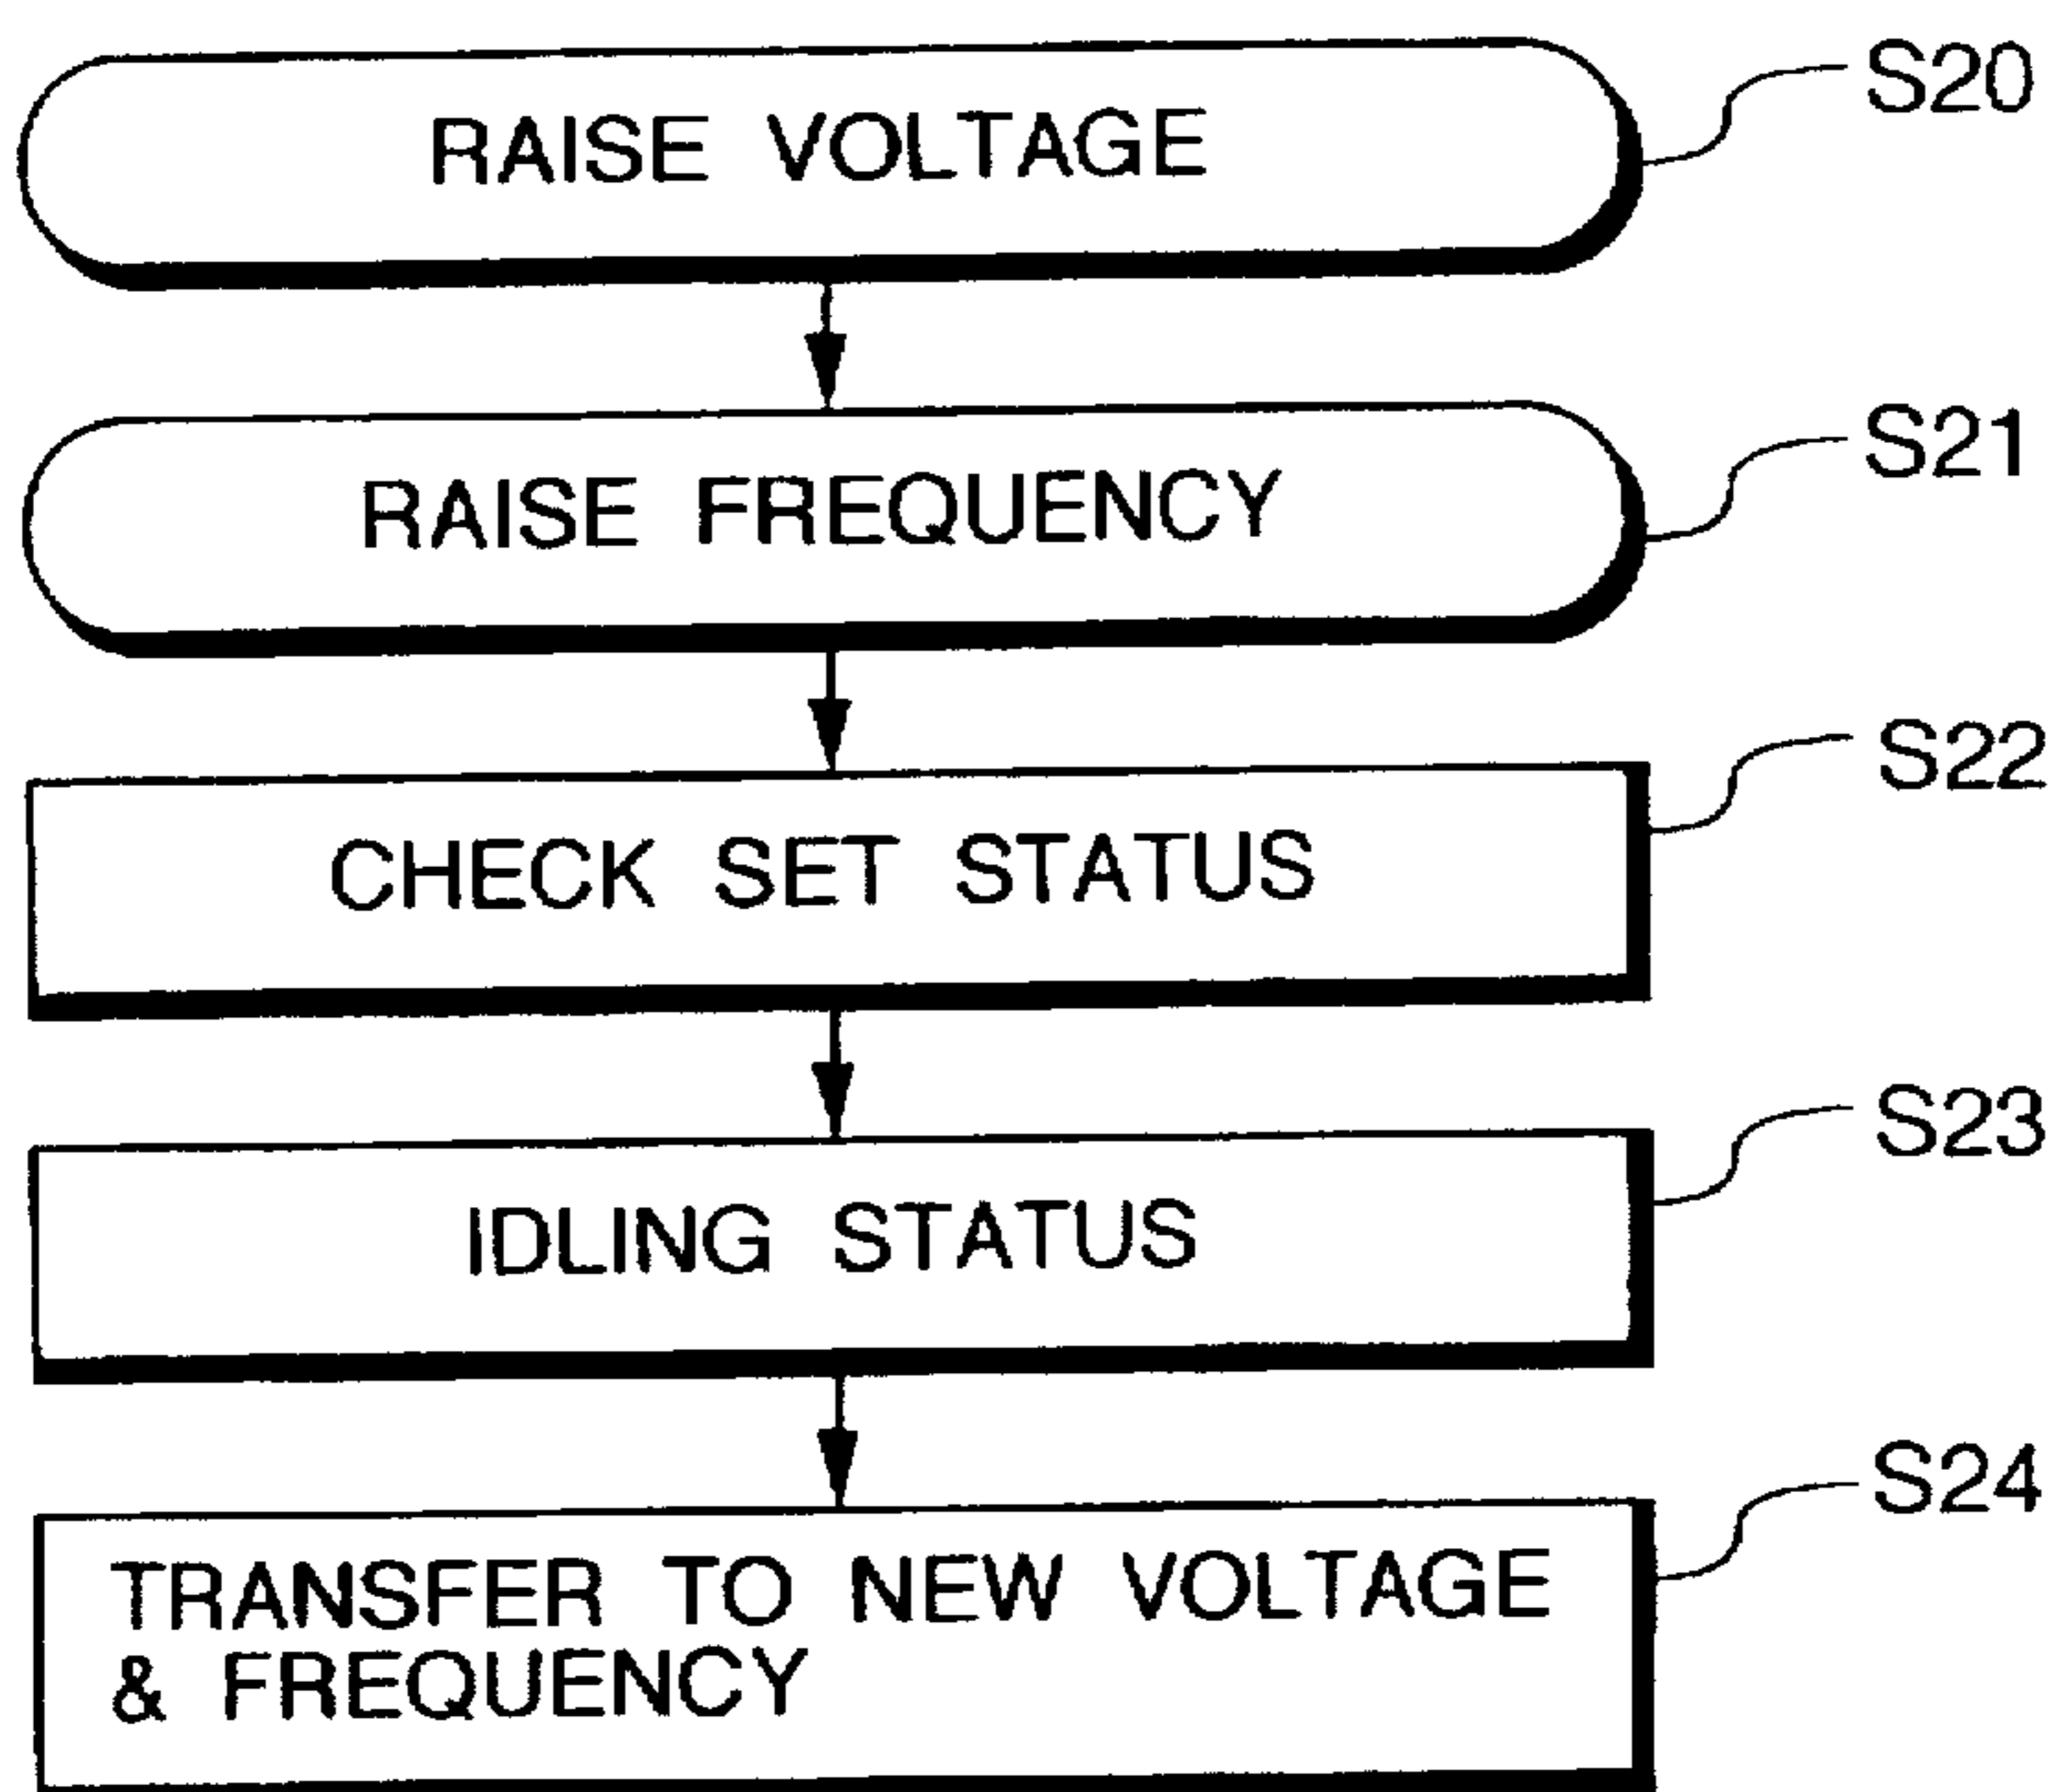 RAISE VOLTAGE
S20
RAISE FREQUENCY
S21
CHECK SET STATUS
S22
IDLING STATUS
S23
TRANSFER TO NEW VOLTAGE
& FREQUENCY
S24